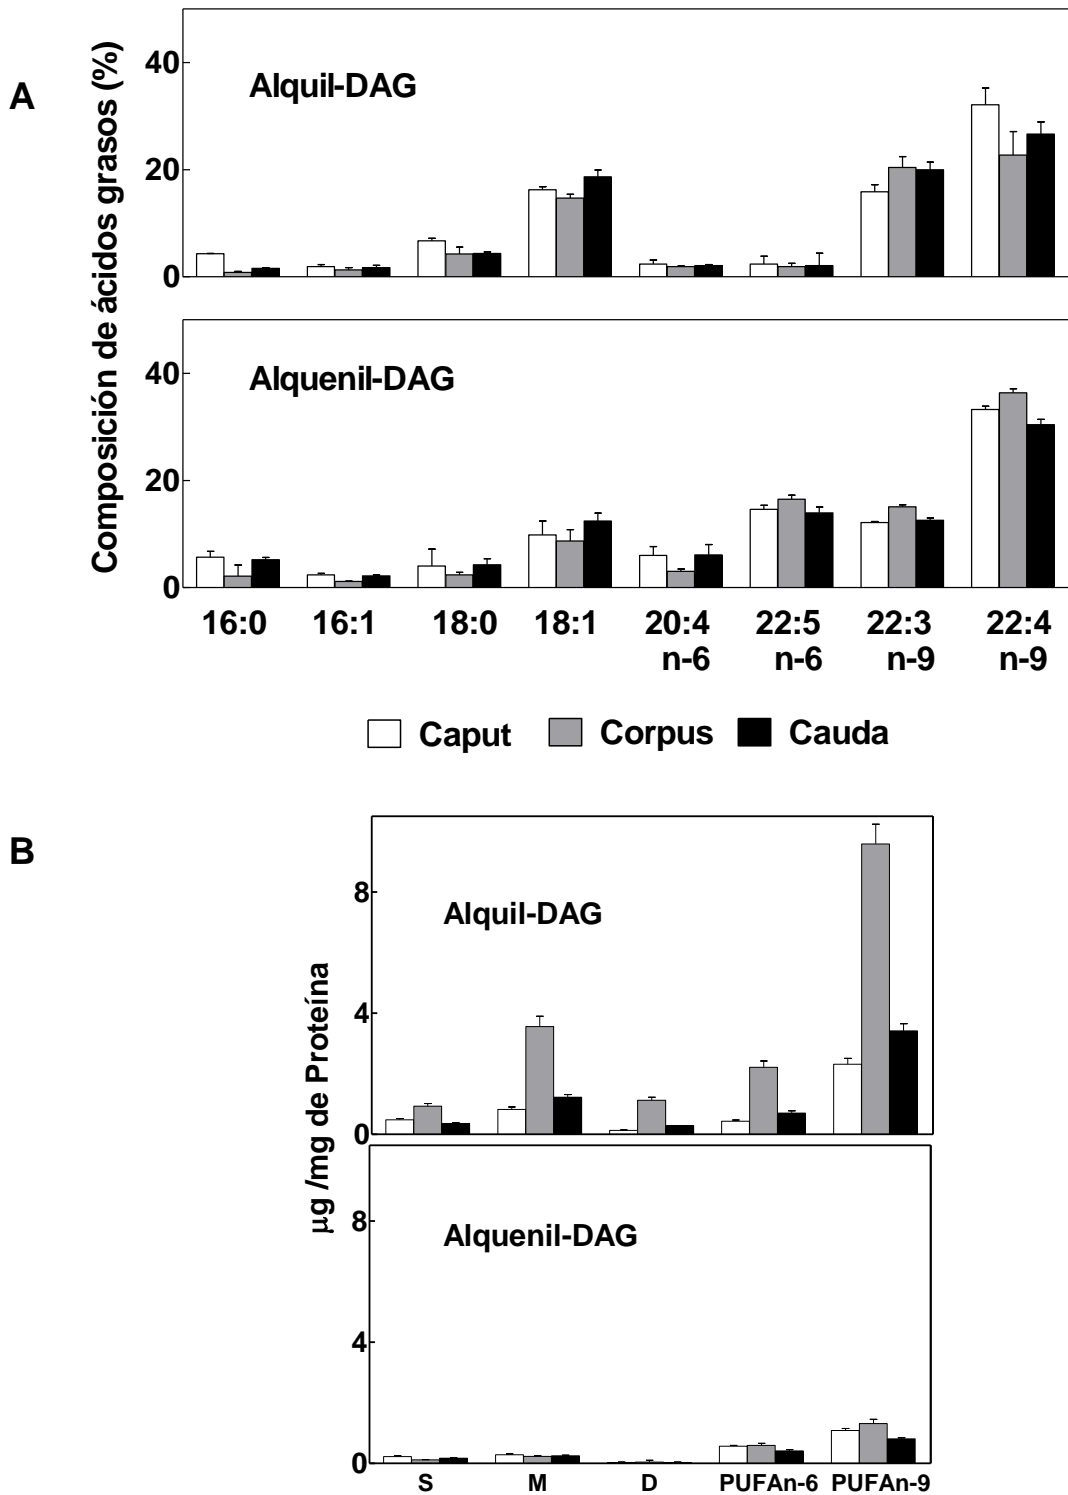 A
Composición de ácidos grasos (%)
40
Alquil-DAG
20
0
40
Alquenil-DAG
20
0
16:0 16:1 18:0 18:1 20:4 22:5 22:3 22:4
n-6 n-6 n-9 n-9
Caput Corpus Cauda
B
µg /mg de Proteína
8
Alquil-DAG
4
0
8
Alquenil-DAG
4
0
S M D PUFAn-6 PUFAn-9